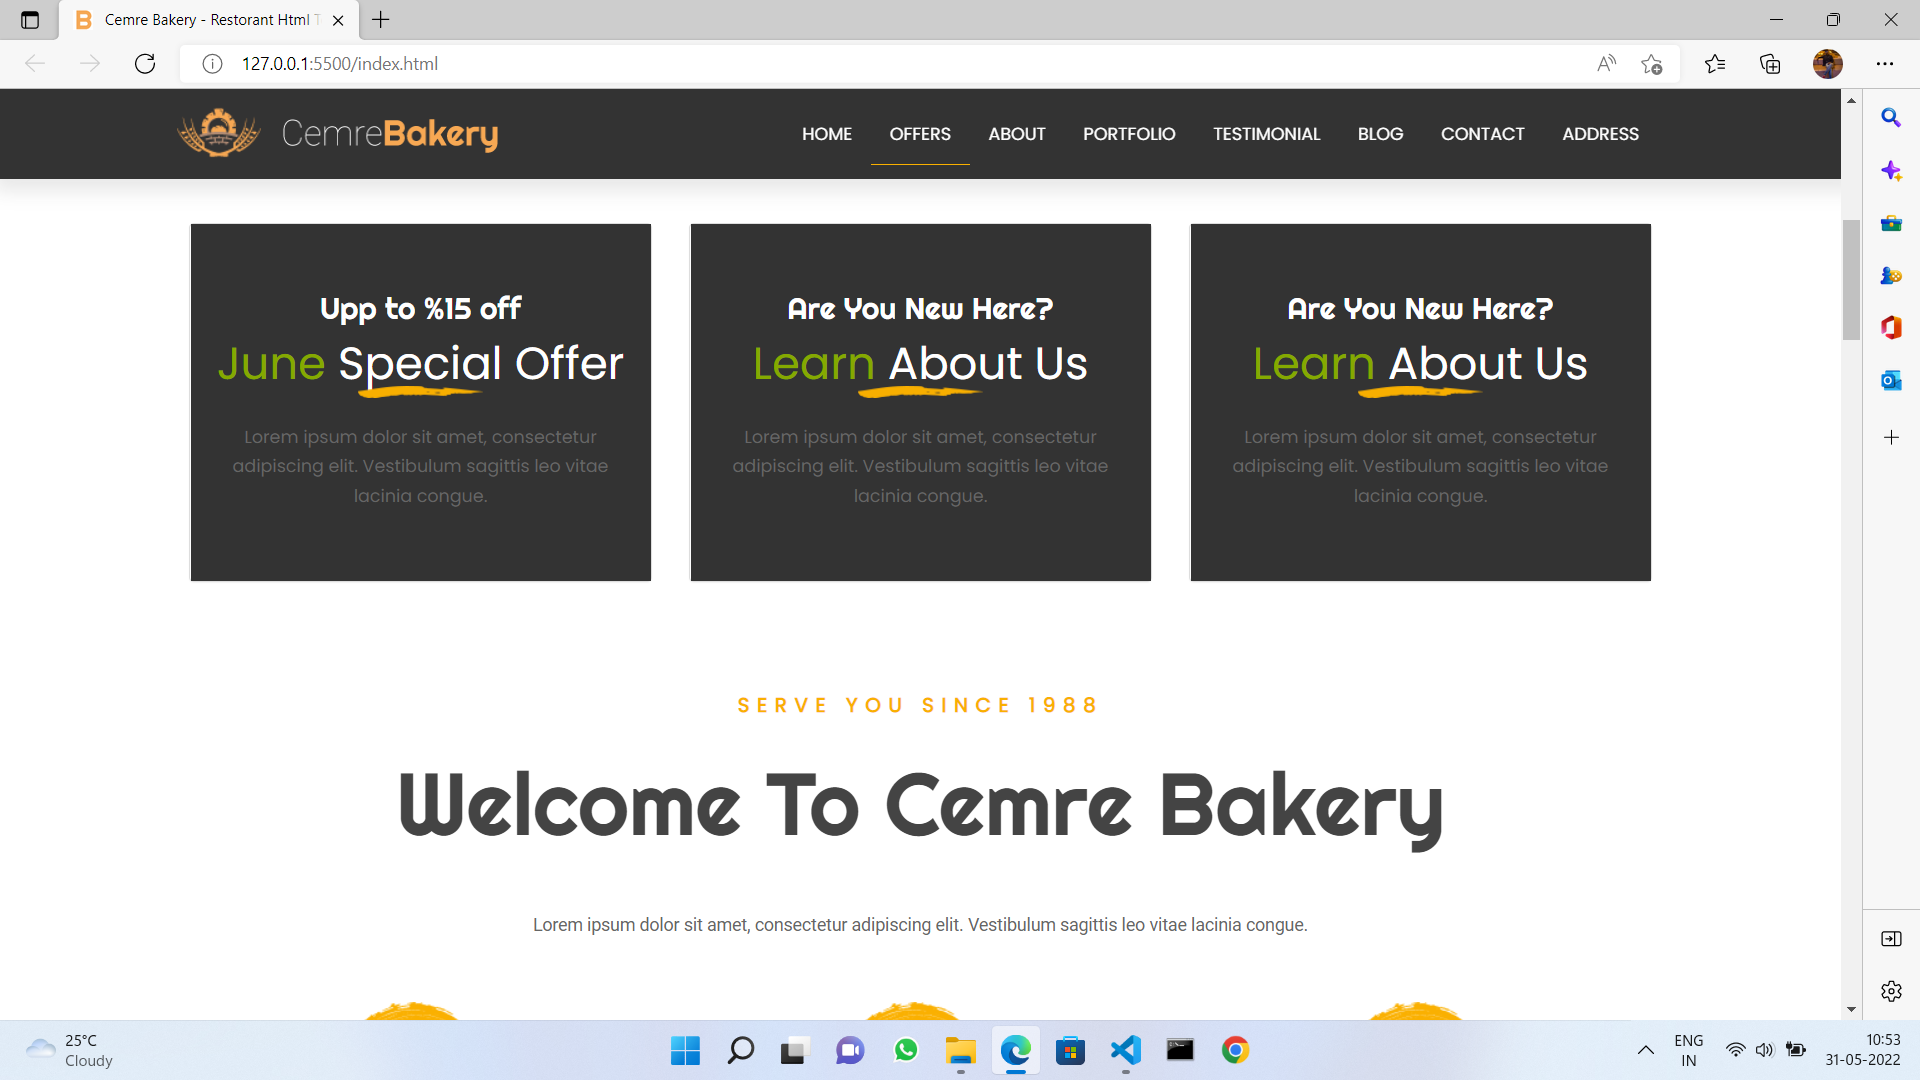 Cemre Bakery - Restorant Html T
127.0.0.1:5500/index.html
CemreBakery
HOME OFFERS ABOUT PORTFOLIO TESTIMONIAL BLOG CONTACT ADDRESS
Upp to %15 off
June Special Offer
Lorem ipsum dolor sit amet, consectetur
adipiscing elit. Vestibulum sagittis leo vitae
lacinia congue.
Are You New Here?
Learn About Us
Lorem ipsum dolor sit amet, consectetur
adipiscing elit. Vestibulum sagittis leo vitae
lacinia congue.
Are You New Here?
Learn About Us
Lorem ipsum dolor sit amet, consectetur
adipiscing elit. Vestibulum sagittis leo vitae
lacinia congue.
SERVE YOU SINCE 1988
Welcome To Cemre Bakery
Lorem ipsum dolor sit amet, consectetur adipiscing elit. Vestibulum sagittis leo vitae lacinia congue.
25°C
Cloudy
ENG
IN
10:53
31-05-2022